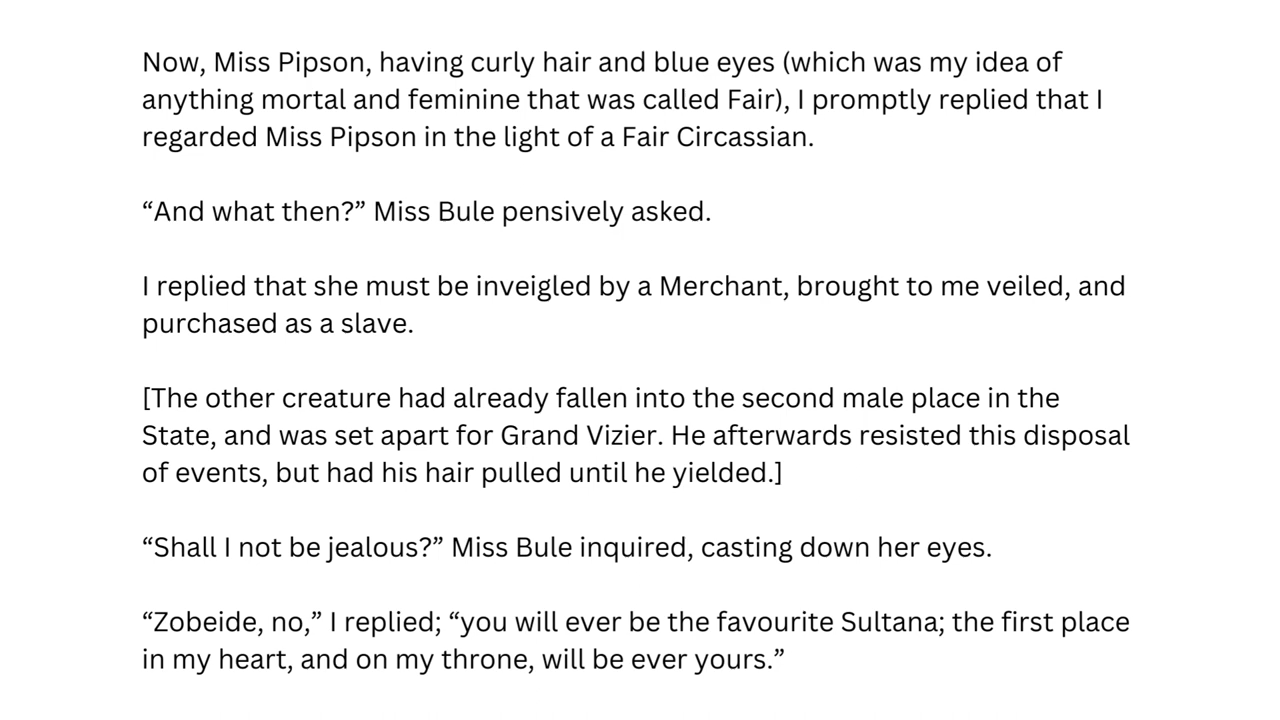 Now, Miss Pipson, having curly hair and blue eyes (which was my idea of
anything mortal and feminine that was called Fair), I promptly replied that I
regarded Miss Pipson in the light of a Fair Circassian.
“And what then?” Miss Bule pensively asked.
I replied that she must be inveigled by a Merchant, brought to me veiled, and
purchased as a slave.
[The other creature had already fallen into the second male place in the
State, and was set apart for Grand Vizier. He afterwards resisted this disposal
of events, but had his hair pulled until he yielded.]
“Shall I not be jealous?” Miss Bule inquired, casting down her eyes.
“Zobeide, no,” I replied; “you will ever be the favourite Sultana; the first place
in my heart, and on my throne, will be ever yours.”